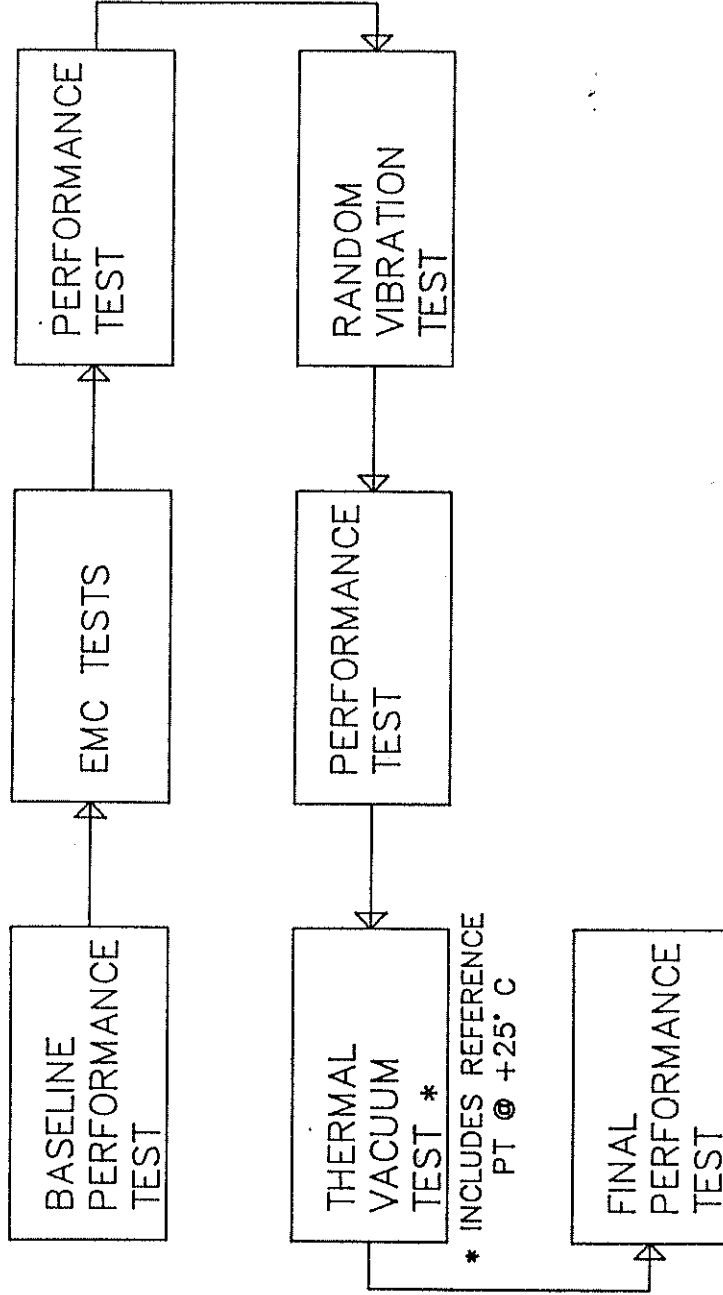 BASELINE
PERFORMANCE
TEST
EMC TESTS
PERFORMANCE
TEST
RANDOM
VIBRATION
TEST
PERFORMANCE
TEST
THERMAL
VACUUM
TEST *
* INCLUDES REFERENCE
PT @ +25° C
FINAL
PERFORMANCE
TEST